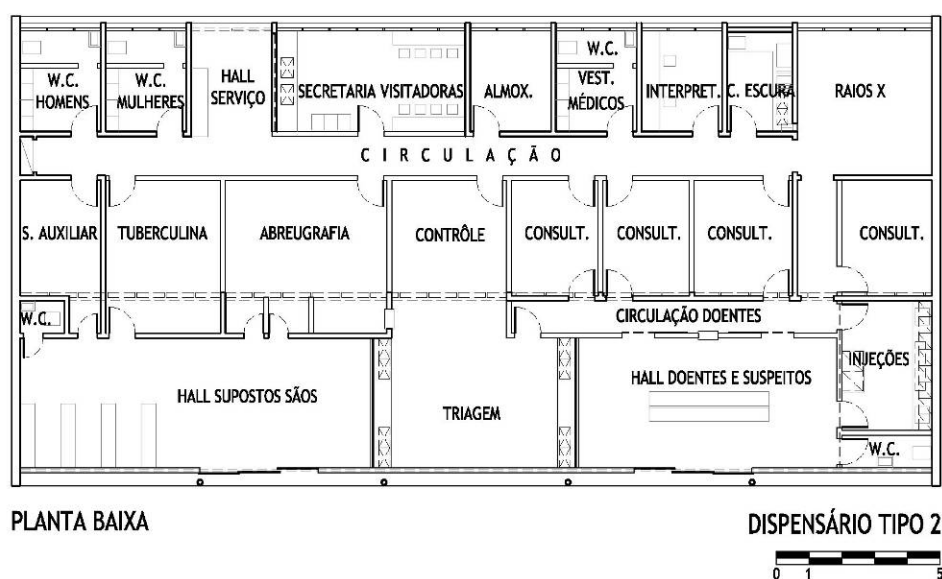 W.C.
HOMENS
W.C.
MULHERES
HALL
SERVIÇO
SECRETARIA VISITADORAS
ALMOX.
W.C.
VEST.
MÉDICOS
INTERPRET.
C. ESCURA
RAIOS X
CIRCULAÇÃO
S. AUXILIAR
TUBERCULINA
ABREUGRAFIA
CONTRÔLE
CONSULT.
CONSULT.
CONSULT.
CONSULT.
W.C.
CIRCULAÇÃO DOENTES
HALL SUPOSTOS SÃOS
TRIAGEM
HALL DOENTES E SUSPEITOS
INJEÇÕES
W.C.
PLANTA BAIXA
DISPENSÁRIO TIPO 2
0 1 5